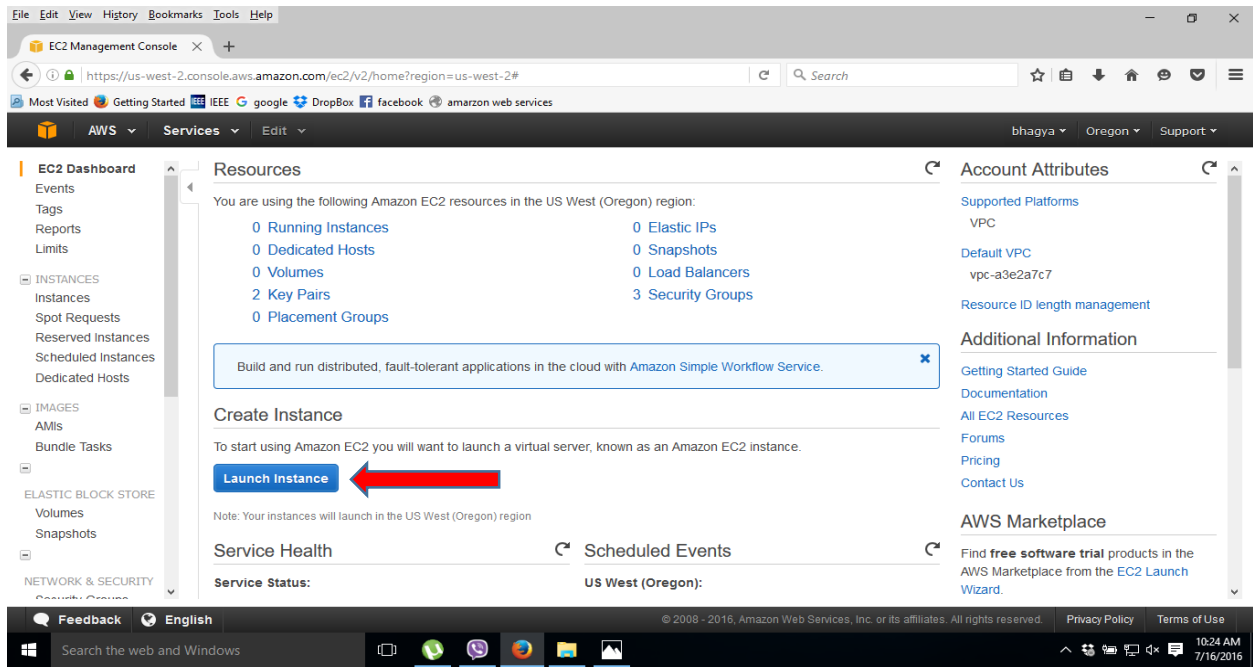 File Edit View History Bookmarks Tools Help
EC2 Management Console
https://us-west-2.console.aws.amazon.com/ec2/v2/home?region=us-west-2#
Search
Most Visited Getting Started IEEE IEEE G google DropBox facebook amarzon web services
AWS Services Edit bhagya Oregon Support
EC2 Dashboard
Events
Tags
Reports
Limits
INSTANCES
Instances
Spot Requests
Reserved Instances
Scheduled Instances
Dedicated Hosts
IMAGES
AMIs
Bundle Tasks
ELASTIC BLOCK STORE
Volumes
Snapshots
NETWORK & SECURITY
Security Groups
Resources
You are using the following Amazon EC2 resources in the US West (Oregon) region:
0 Running Instances
0 Elastic IPs
0 Dedicated Hosts
0 Snapshots
0 Volumes
0 Load Balancers
2 Key Pairs
3 Security Groups
0 Placement Groups
Build and run distributed, fault-tolerant applications in the cloud with Amazon Simple Workflow Service.
Create Instance
To start using Amazon EC2 you will want to launch a virtual server, known as an Amazon EC2 instance.
Launch Instance
Note: Your instances will launch in the US West (Oregon) region
Service Health
Service Status:
Scheduled Events
US West (Oregon):
Account Attributes
Supported Platforms
VPC
Default VPC
vpc-a3e2a7c7
Resource ID length management
Additional Information
Getting Started Guide
Documentation
All EC2 Resources
Forums
Pricing
Contact Us
AWS Marketplace
Find free software trial products in the
AWS Marketplace from the EC2 Launch
Wizard.
Feedback English © 2008 - 2016, Amazon Web Services, Inc. or its affiliates. All rights reserved. Privacy Policy Terms of Use
Search the web and Windows
10:24 AM
7/16/2016